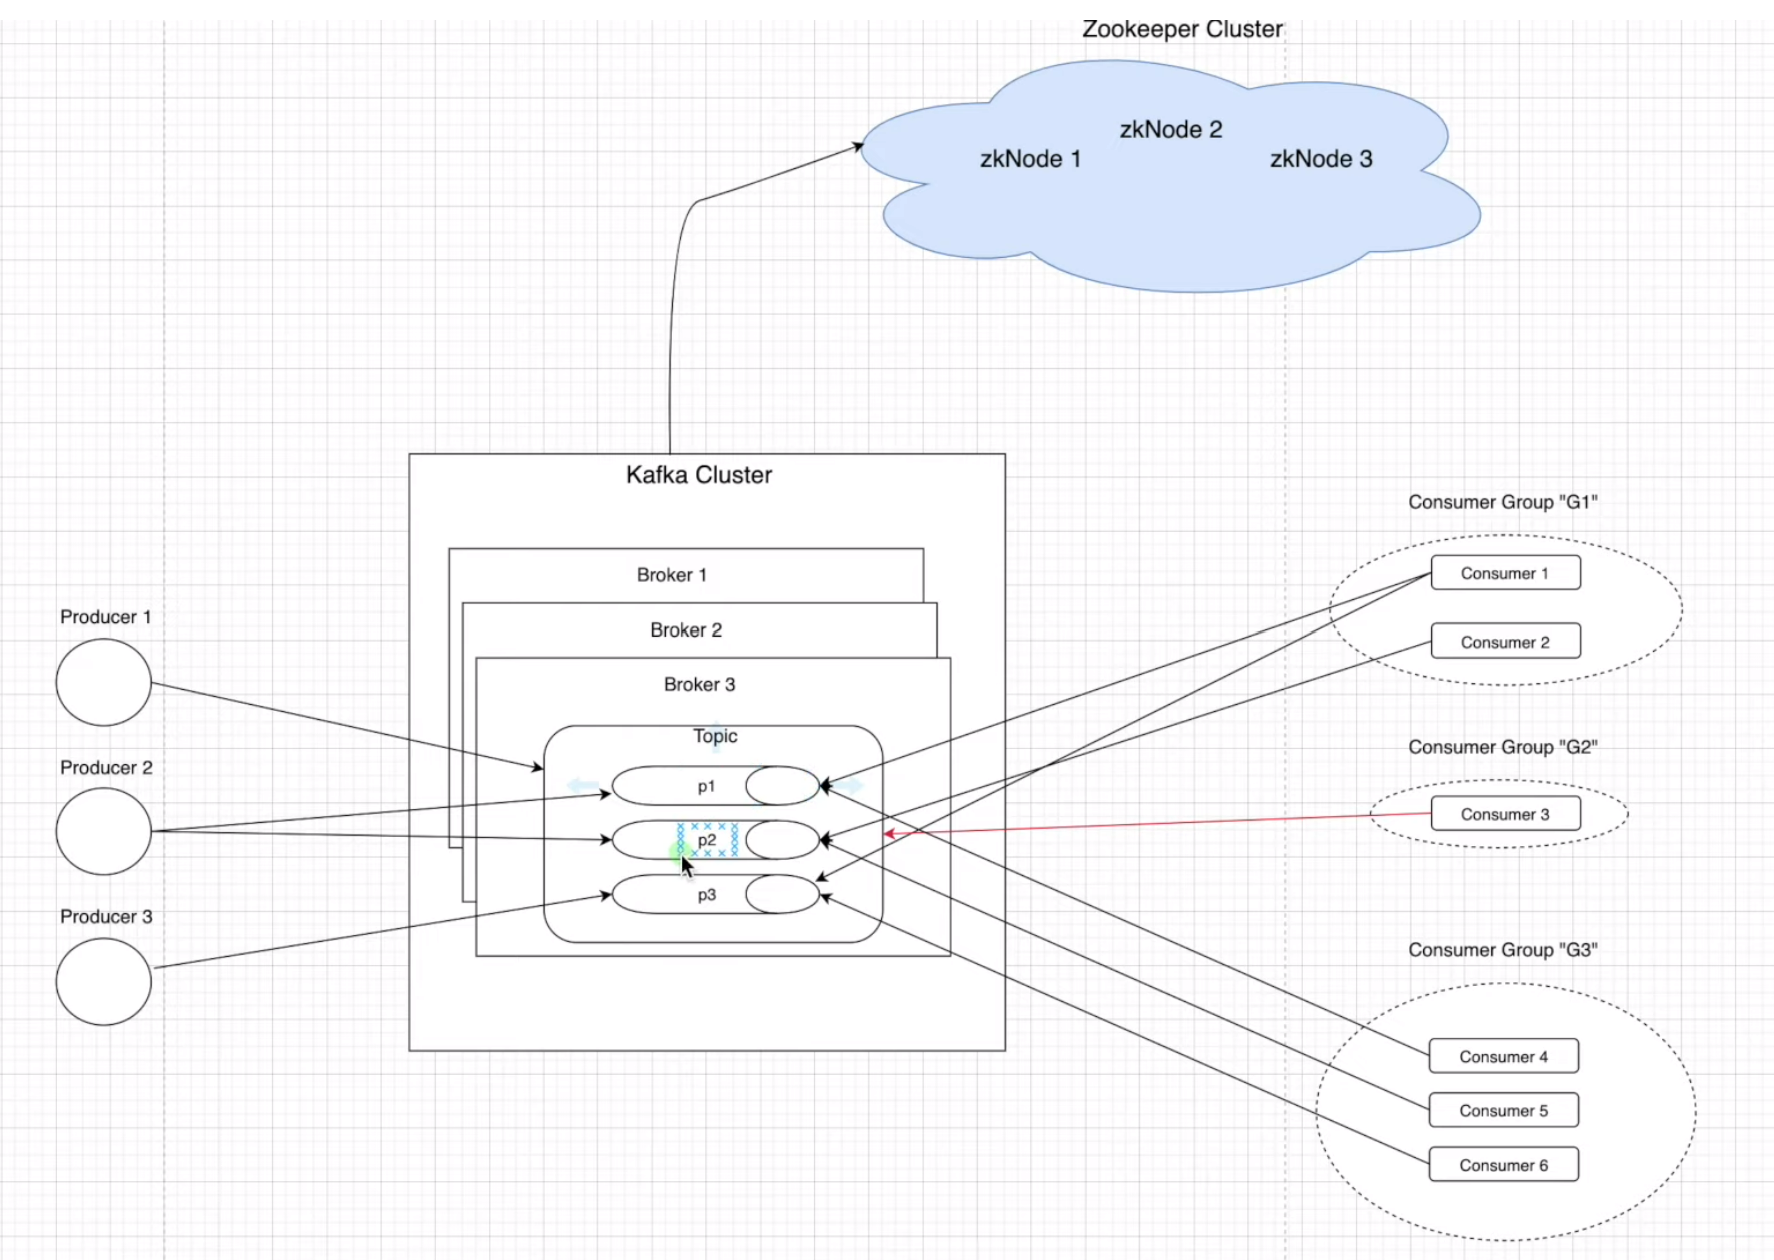 Zookeeper Cluster
zkNode 2
zkNode 1
zkNode 3
Kafka Cluster
Consumer Group "G1"
Broker 1
Consumer 1
Producer 1
Broker 2
Consumer 2
Broker 3
Topic
Consumer Group "G2"
Producer 2
p1
Consumer 3
p2
p3
Producer 3
Consumer Group "G3"
Consumer 4
Consumer 5
Consumer 6